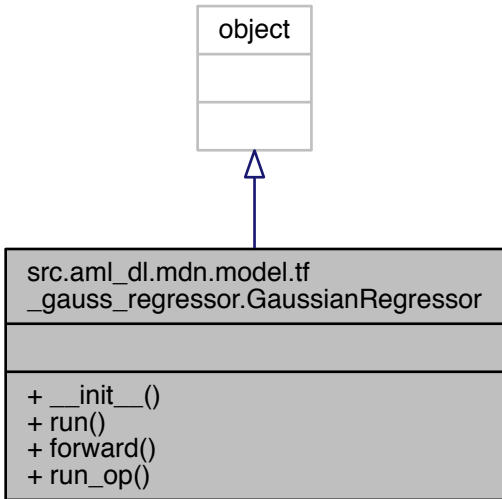 object
src.aml_dl.mdn.model.tf
_gauss_regressor.GaussianRegressor
+ __init__()
+ run()
+ forward()
+ run_op()